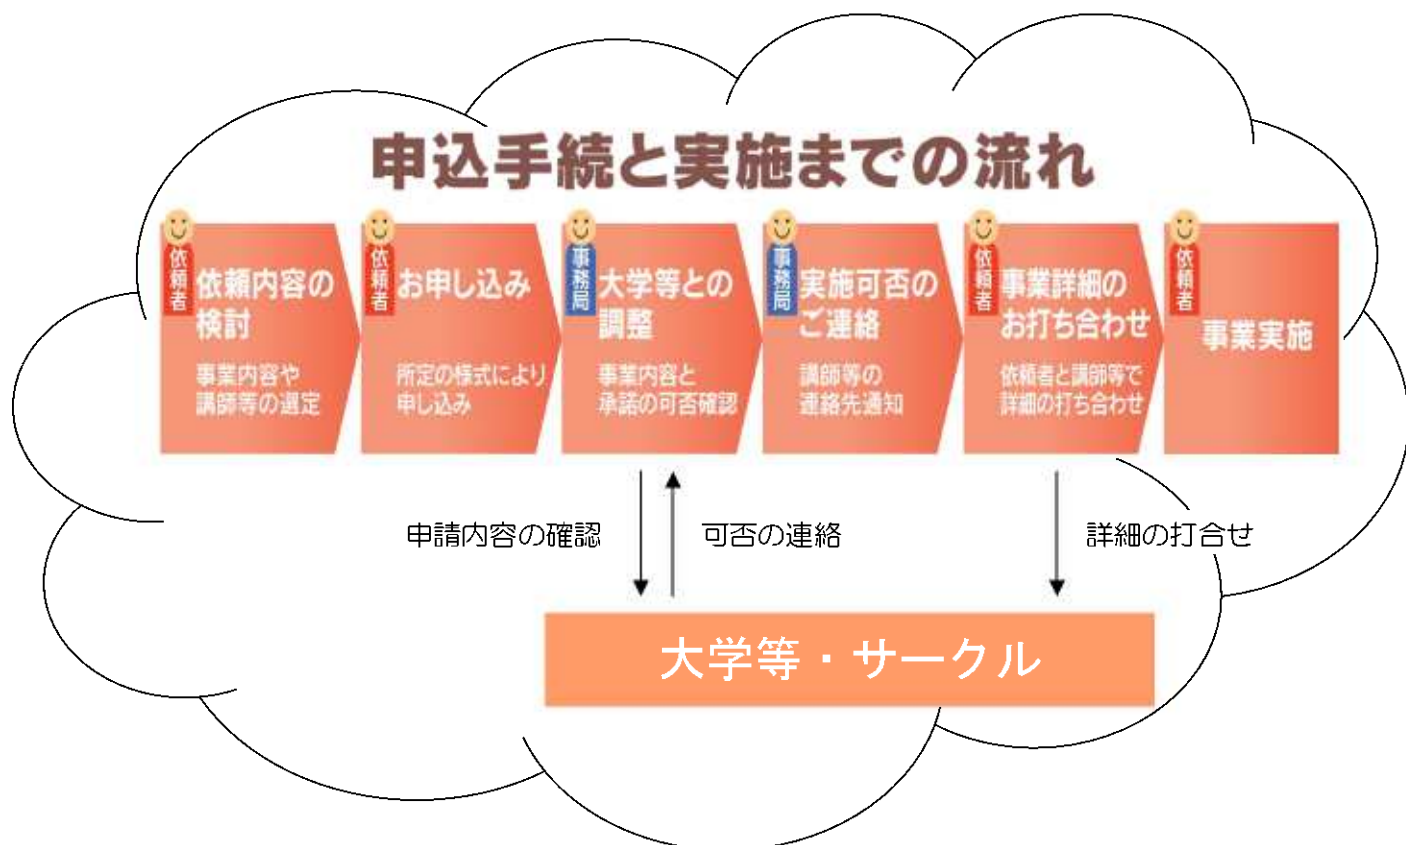 申込手続と実施までの流れ
依頼者
依頼内容の
検討
事業内容や
講師等の選定
依頼者
お申し込み
所定の様式により
申し込み
事務局
大学等との
調整
事業内容と
承諾の可否確認
事務局
実施可否の
ご連絡
講師等の
連絡先通知
依頼者
事業詳細の
お打ち合わせ
依頼者と講師等で
詳細の打ち合わせ
依頼者
事業実施
申請内容の確認
可否の連絡
詳細の打合せ
大学等・サークル